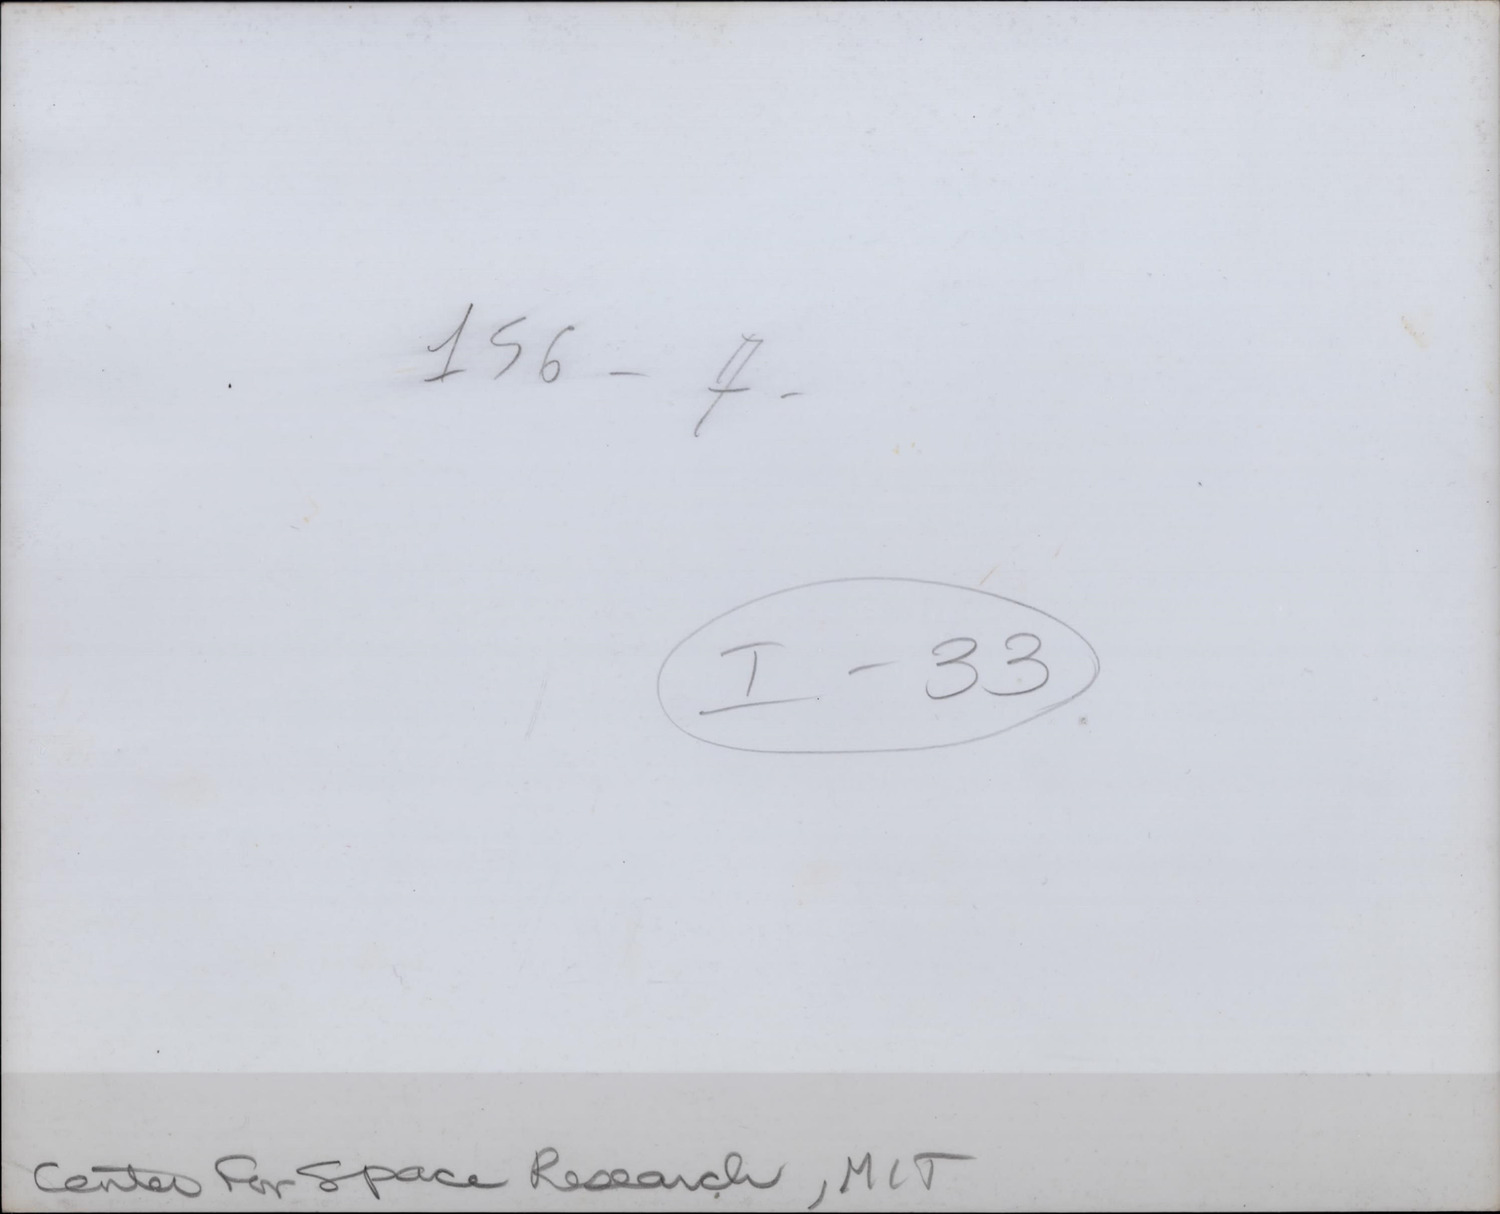 156 - 7 -
I - 33
Center For Space Research, MIT